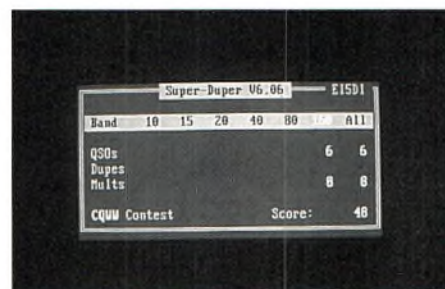 Super-Duper V6.06 EI5DI
Band 10 15 20 40 80 160 All
QSOs 6 6
Dupes
Mults 8 8
CQWW Contest Score: 48